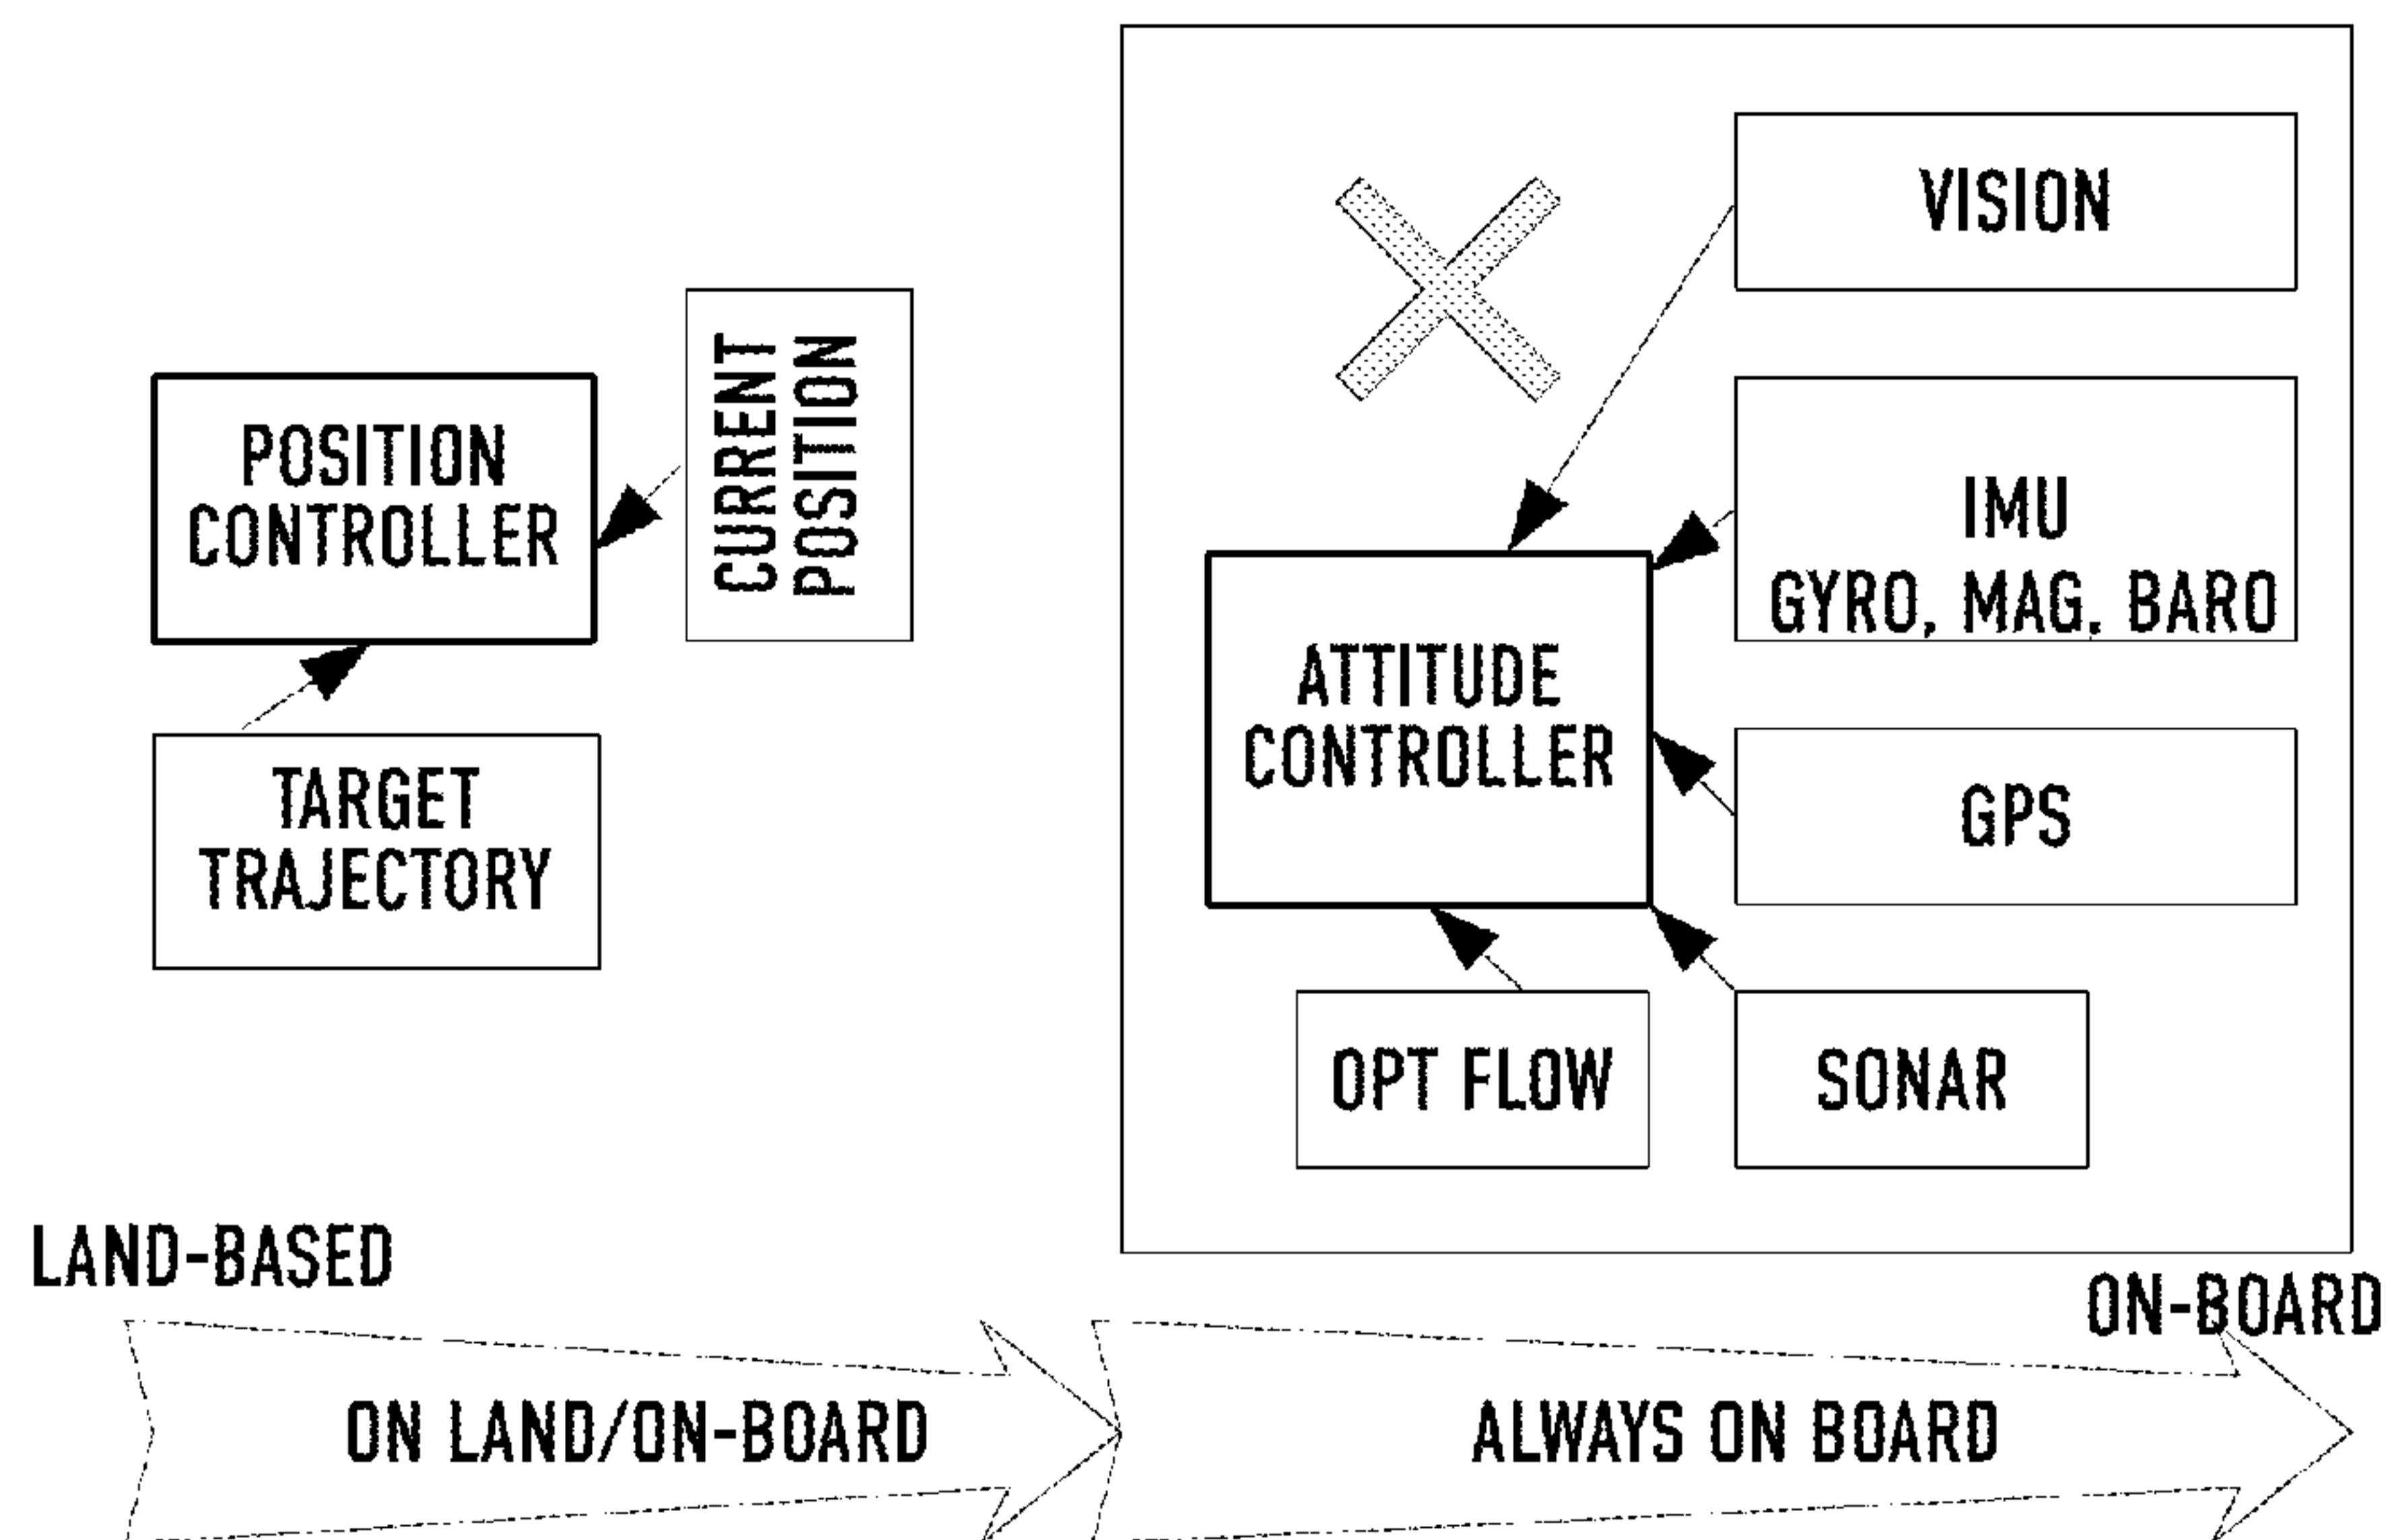 POSITION
CONTROLLER
CURRENT
POSITION
TARGET
TRAJECTORY
VISION
IMU
GYRO, MAG, BARO
ATTITUDE
CONTROLLER
GPS
OPT FLOW
SONAR
LAND-BASED
ON-BOARD
ON LAND/ON-BOARD
ALWAYS ON BOARD